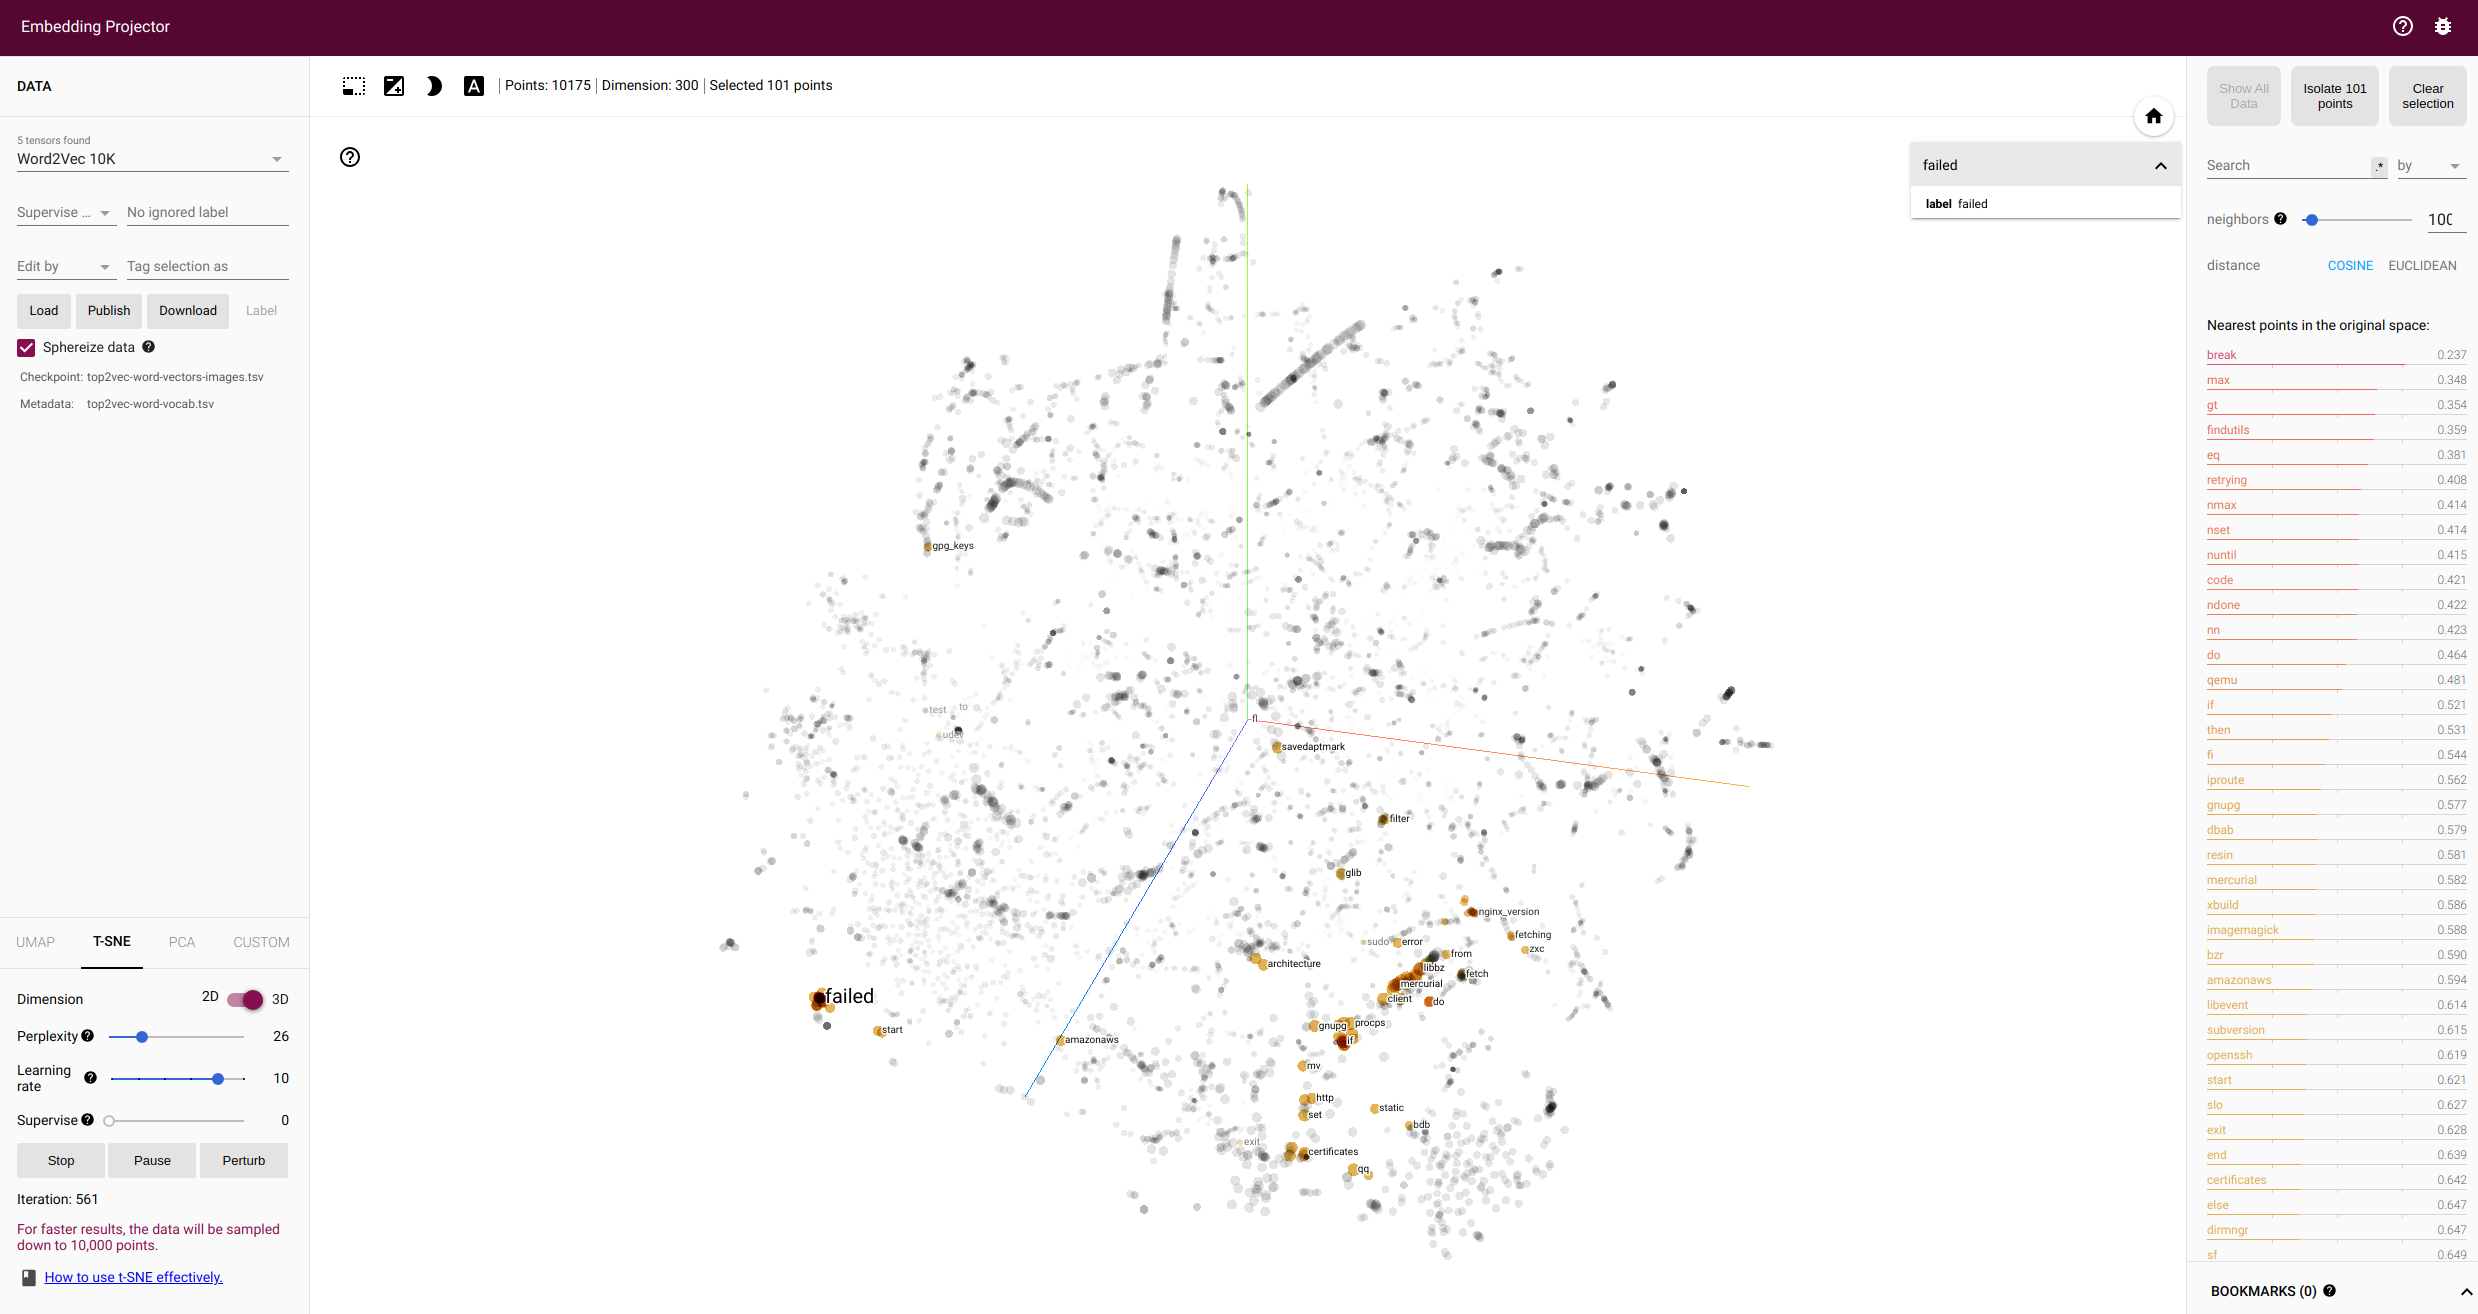 Embedding Projector
DATA
5 tensors found
Word2Vec 10K
Supervise ... No ignored label
Edit by Tag selection as
Load Publish Download Label
Sphereize data
Checkpoint: top2vec-word-vectors-images.tsv
Metadata: top2vec-word-vocab.tsv
UMAP T-SNE PCA CUSTOM
Dimension 2D 3D
Perplexity 26
Learning rate 10
Supervise 0
Stop Pause Perturb
Iteration: 561
For faster results, the data will be sampled
down to 10,000 points.
How to use t-SNE effectively.
A | Points: 10175 | Dimension: 300 | Selected 101 points
failed
label failed
gpg_keys
test
to
udev
fl
savedaptmark
filter
glib
nginx_version
fetching
zxc
sudo
error
from
architecture
libbz
fetch
mercurial
client
do
failed
start
amazonaws
gnupg
procps
if
mv
http
set
static
bdb
exit
certificates
qq
Show All Data
Isolate 101 points
Clear selection
Search .* by
neighbors 100
distance COSINE EUCLIDEAN
Nearest points in the original space:
break 0.237
max 0.348
gt 0.354
findutils 0.359
eq 0.381
retrying 0.408
nmax 0.414
nset 0.414
nuntil 0.415
code 0.421
ndone 0.422
nn 0.423
do 0.464
qemu 0.481
if 0.521
then 0.531
fi 0.544
iproute 0.562
gnupg 0.577
dbab 0.579
resin 0.581
mercurial 0.582
xbuild 0.586
imagemagick 0.588
bzr 0.590
amazonaws 0.594
libevent 0.614
subversion 0.615
openssh 0.619
start 0.621
slo 0.627
exit 0.628
end 0.639
certificates 0.642
else 0.647
dirmngr 0.647
sf 0.649
BOOKMARKS (0)